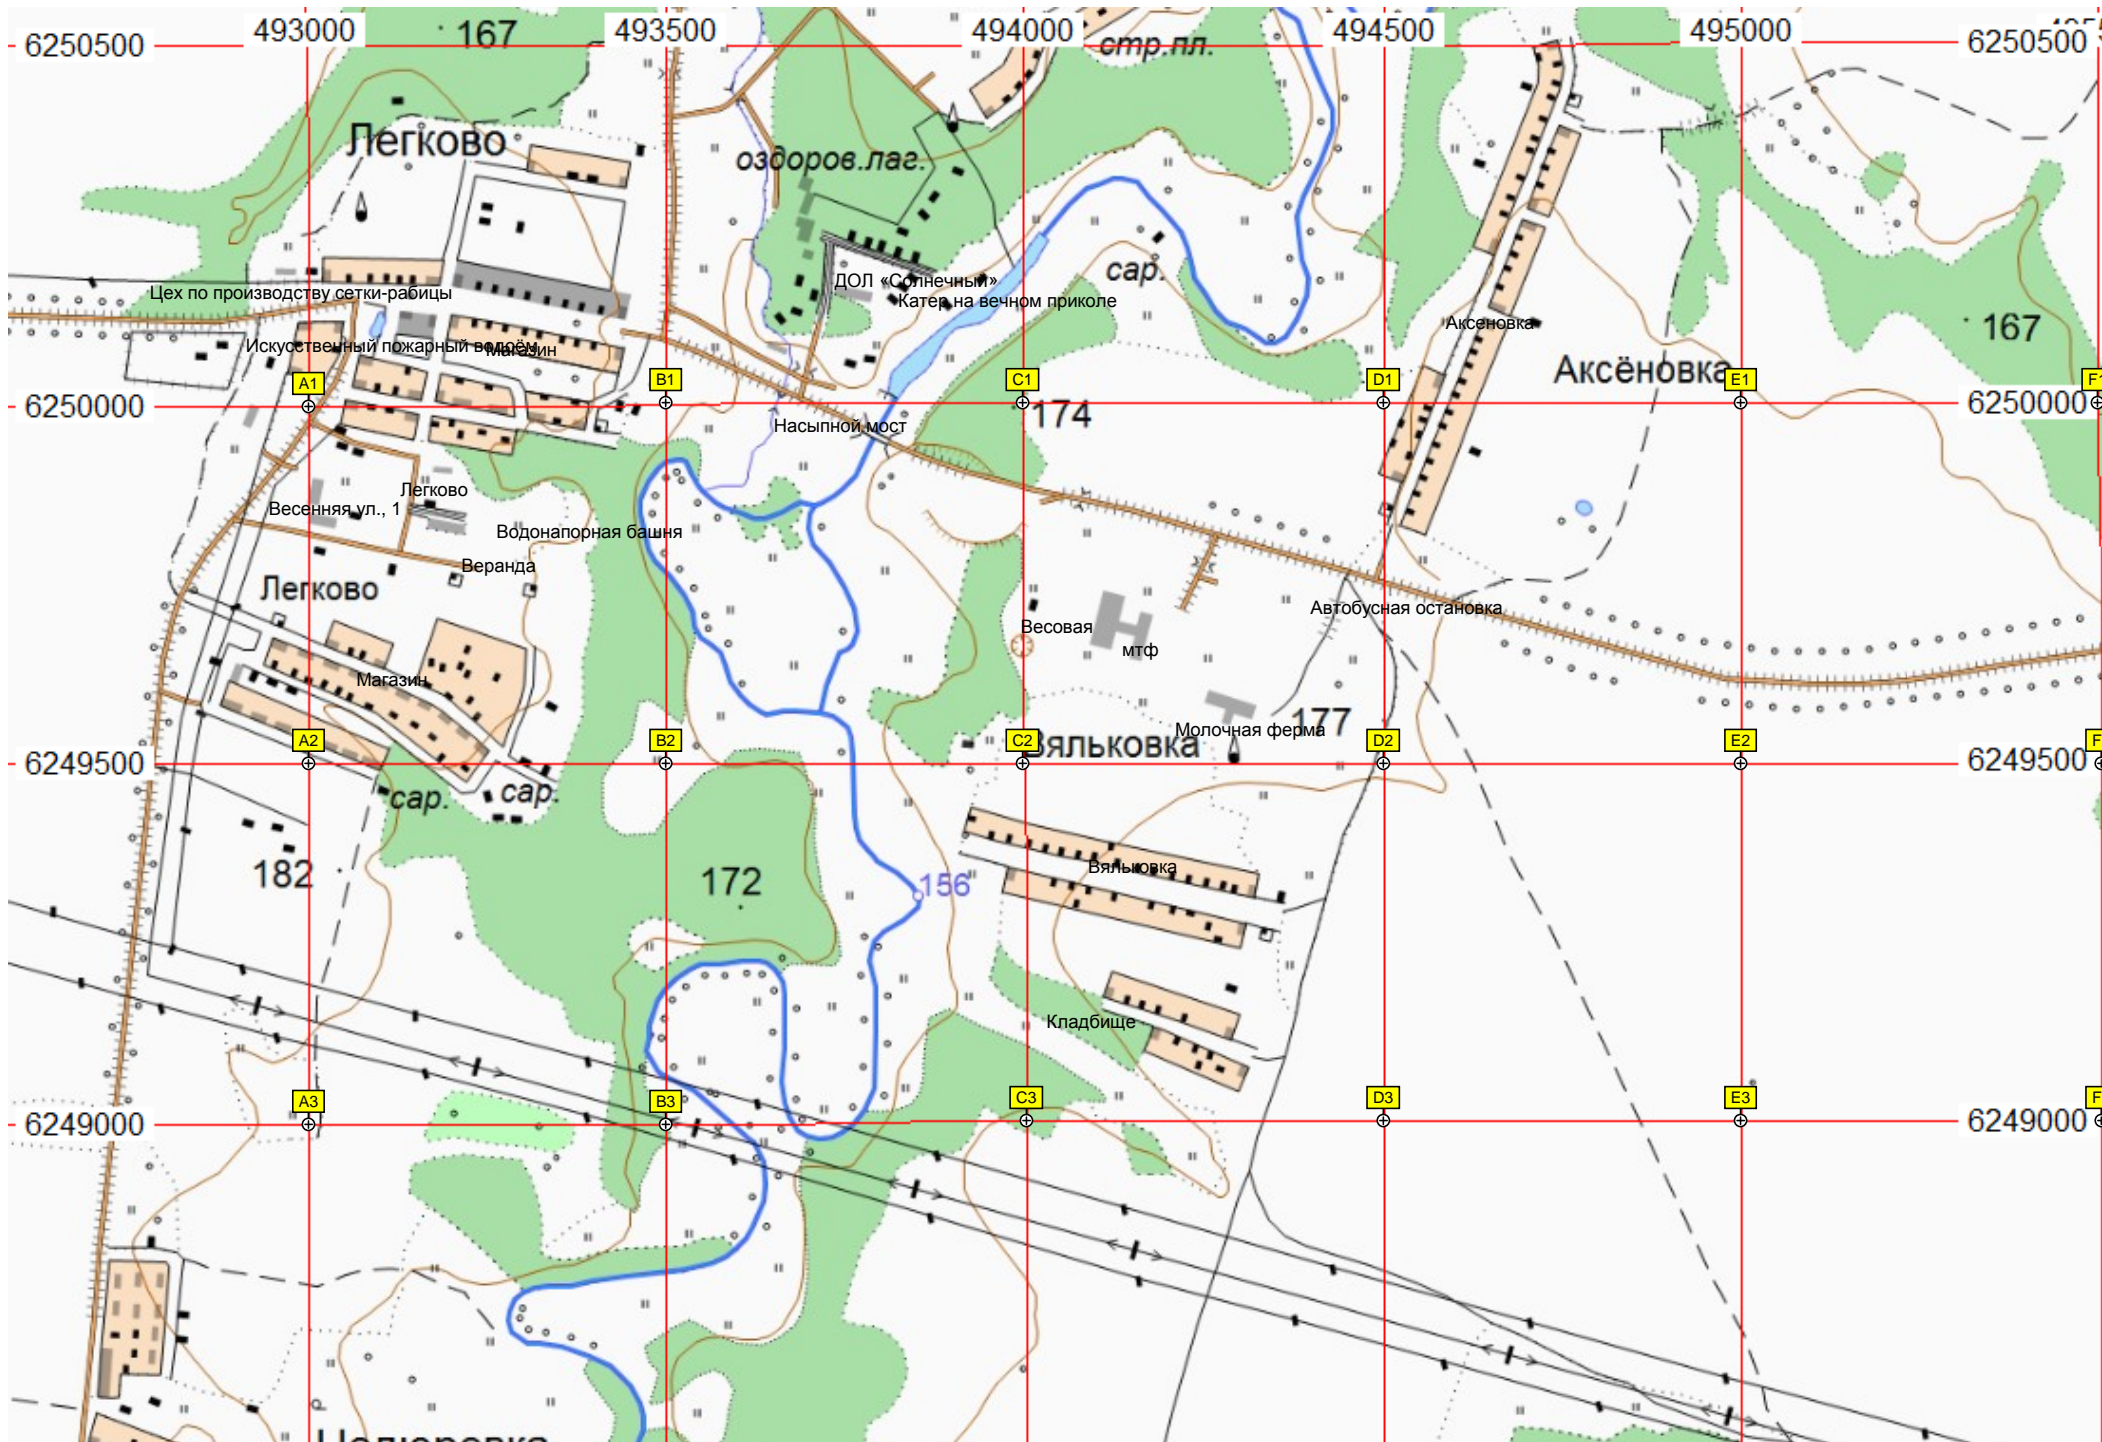 493000
493500
494000
494500
495000
6250500
167
стр.пл.
6250500
Легково
оздоров.лаг.
ДОЛ «Солнечный»
сар.
Цех по производству сетки-рабицы
Катер на вечном приколе
Аксеновка
167
Искусственный пожарный водоём
Магазин
Аксёновка
A1
B1
C1
D1
E1
6250000
174
6250000
Насыпной мост
Легково
Весенняя ул., 1
Водонапорная башня
Веранда
Легково
Автобусная остановка
Весовая
мтф
Магазин
177
Молочная ферма
A2
B2
C2
D2
E2
Вяльковка
6249500
6249500
сар.
сар.
182
172
156
Вяльковка
Кладбище
A3
B3
C3
D3
E3
6249000
6249000